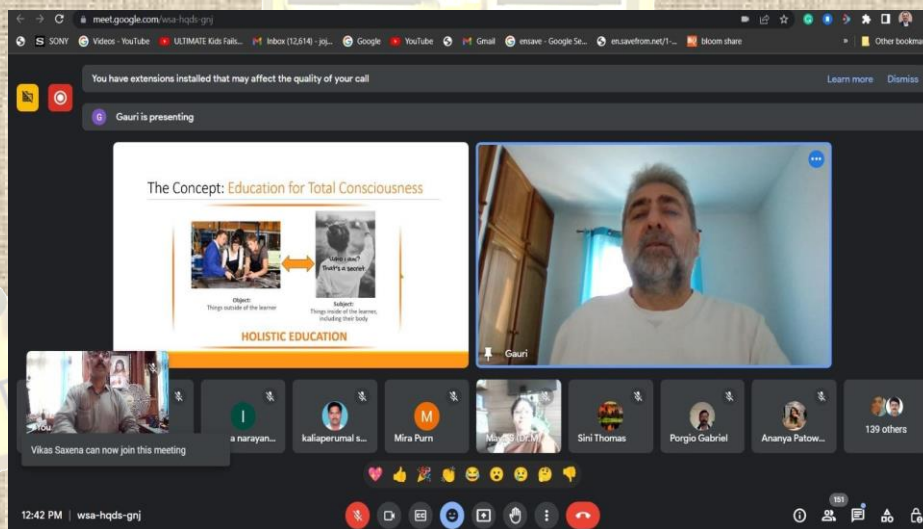 meet.google.com/wsa-hqds-gnj
SONY
Videos - YouTube
ULTIMATE Kids Fails...
Inbox (12,614) - joj...
Google
YouTube
Gmail
ensave - Google Se...
en.savefrom.net/1-...
bloom share
»
Other bookmar
You have extensions installed that may affect the quality of your call
Learn more
Dismiss
G
Gauri is presenting
The Concept: Education for Total Consciousness
Who I am?
That's a secret
Object:
Things outside of the learner
Subject:
Things inside of the learner,
including their body
HOLISTIC EDUCATION
Gauri
You
I
a narayan...
kaliaperumal s...
M
Mira Purn
Sini Thomas
Porgio Gabriel
Ananya Patow...
139 others
Vikas Saxena can now join this meeting
12:42 PM | wsa-hqds-gnj
151